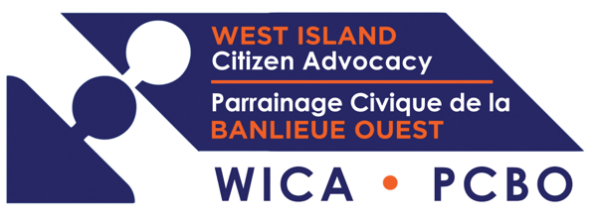 WEST ISLAND
Citizen Advocacy
Parrainage Civique de la
BANLIEUE OUEST
WICA • PCBO